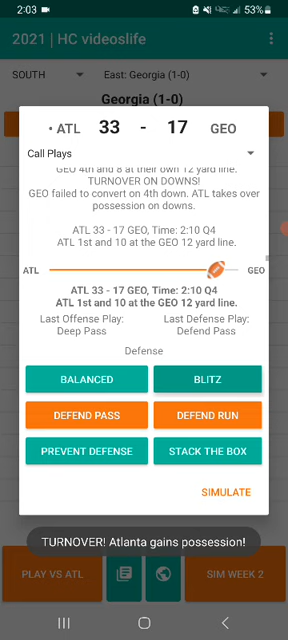 2:03 53%
2021 | HC videoslife
SOUTH East: Georgia (1-0)
Georgia (1-0)
• ATL 33 - 17 GEO
Call Plays
GEO 4th and 8 at their own 12 yard line.
TURNOVER ON DOWNS!
GEO failed to convert on 4th down. ATL takes over
possession on downs.
ATL 33 - 17 GEO, Time: 2:10 Q4
ATL 1st and 10 at the GEO 12 yard line.
ATL GEO
ATL 33 - 17 GEO, Time: 2:10 Q4
ATL 1st and 10 at the GEO 12 yard line.
Last Offense Play: Last Defense Play:
Deep Pass Defend Pass
Defense
BALANCED BLITZ
DEFEND PASS DEFEND RUN
PREVENT DEFENSE STACK THE BOX
SIMULATE
TURNOVER! Atlanta gains possession!
PLAY VS ATL SIM WEEK 2